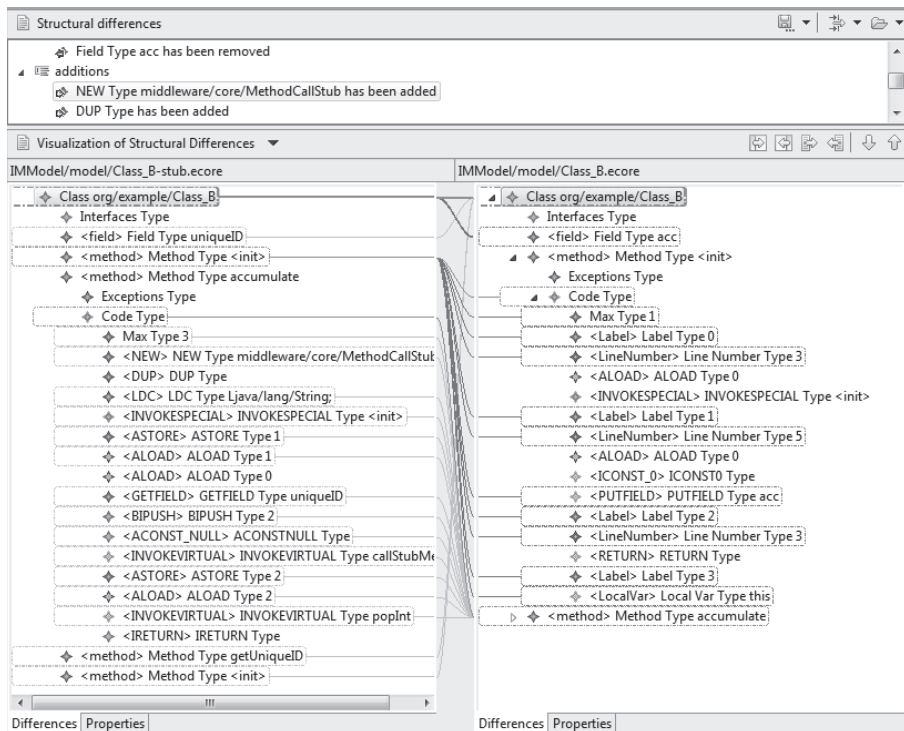 Structural differences
Field Type acc has been removed
additions
NEW Type middleware/core/MethodCallStub has been added
DUP Type has been added
Visualization of Structural Differences
IMModel/model/Class_B-stub.ecore
Class org/example/Class_B
Interfaces Type
<field> Field Type uniqueID
<method> Method Type <init>
<method> Method Type accumulate
Exceptions Type
Code Type
Max Type 3
<NEW> NEW Type middleware/core/MethodCallStub
<DUP> DUP Type
<LDC> LDC Type Ljava/lang/String;
<INVOKESPECIAL> INVOKESPECIAL Type <init>
<ASTORE> ASTORE Type 1
<ALOAD> ALOAD Type 1
<ALOAD> ALOAD Type 0
<GETFIELD> GETFIELD Type uniqueID
<BIPUSH> BIPUSH Type 2
<ACONST_NULL> ACONSTNULL Type
<INVOKEVIRTUAL> INVOKEVIRTUAL Type callStubMe
<ASTORE> ASTORE Type 2
<ALOAD> ALOAD Type 2
<INVOKEVIRTUAL> INVOKEVIRTUAL Type popInt
<IRETURN> IRETURN Type
<method> Method Type getUniqueID
<method> Method Type <init>
Differences Properties
IMModel/model/Class_B.ecore
Class org/example/Class_B
Interfaces Type
<field> Field Type acc
<method> Method Type <init>
Exceptions Type
Code Type
Max Type 1
<Label> Label Type 0
<LineNumber> Line Number Type 3
<ALOAD> ALOAD Type 0
<INVOKESPECIAL> INVOKESPECIAL Type <init>
<Label> Label Type 1
<LineNumber> Line Number Type 5
<ALOAD> ALOAD Type 0
<ICONST_0> ICONST0 Type
<PUTFIELD> PUTFIELD Type acc
<Label> Label Type 2
<LineNumber> Line Number Type 3
<RETURN> RETURN Type
<Label> Label Type 3
<LocalVar> Local Var Type this
<method> Method Type accumulate
Differences Properties